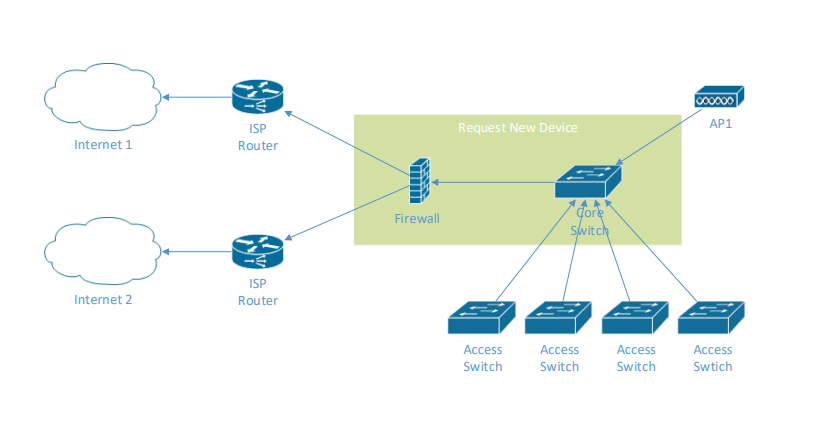 Request New Device
AP1
ISP
Router
Internet 1
Firewall
Core
Switch
ISP
Router
Internet 2
Access
Switch
Access
Switch
Access
Switch
Access
Swtich